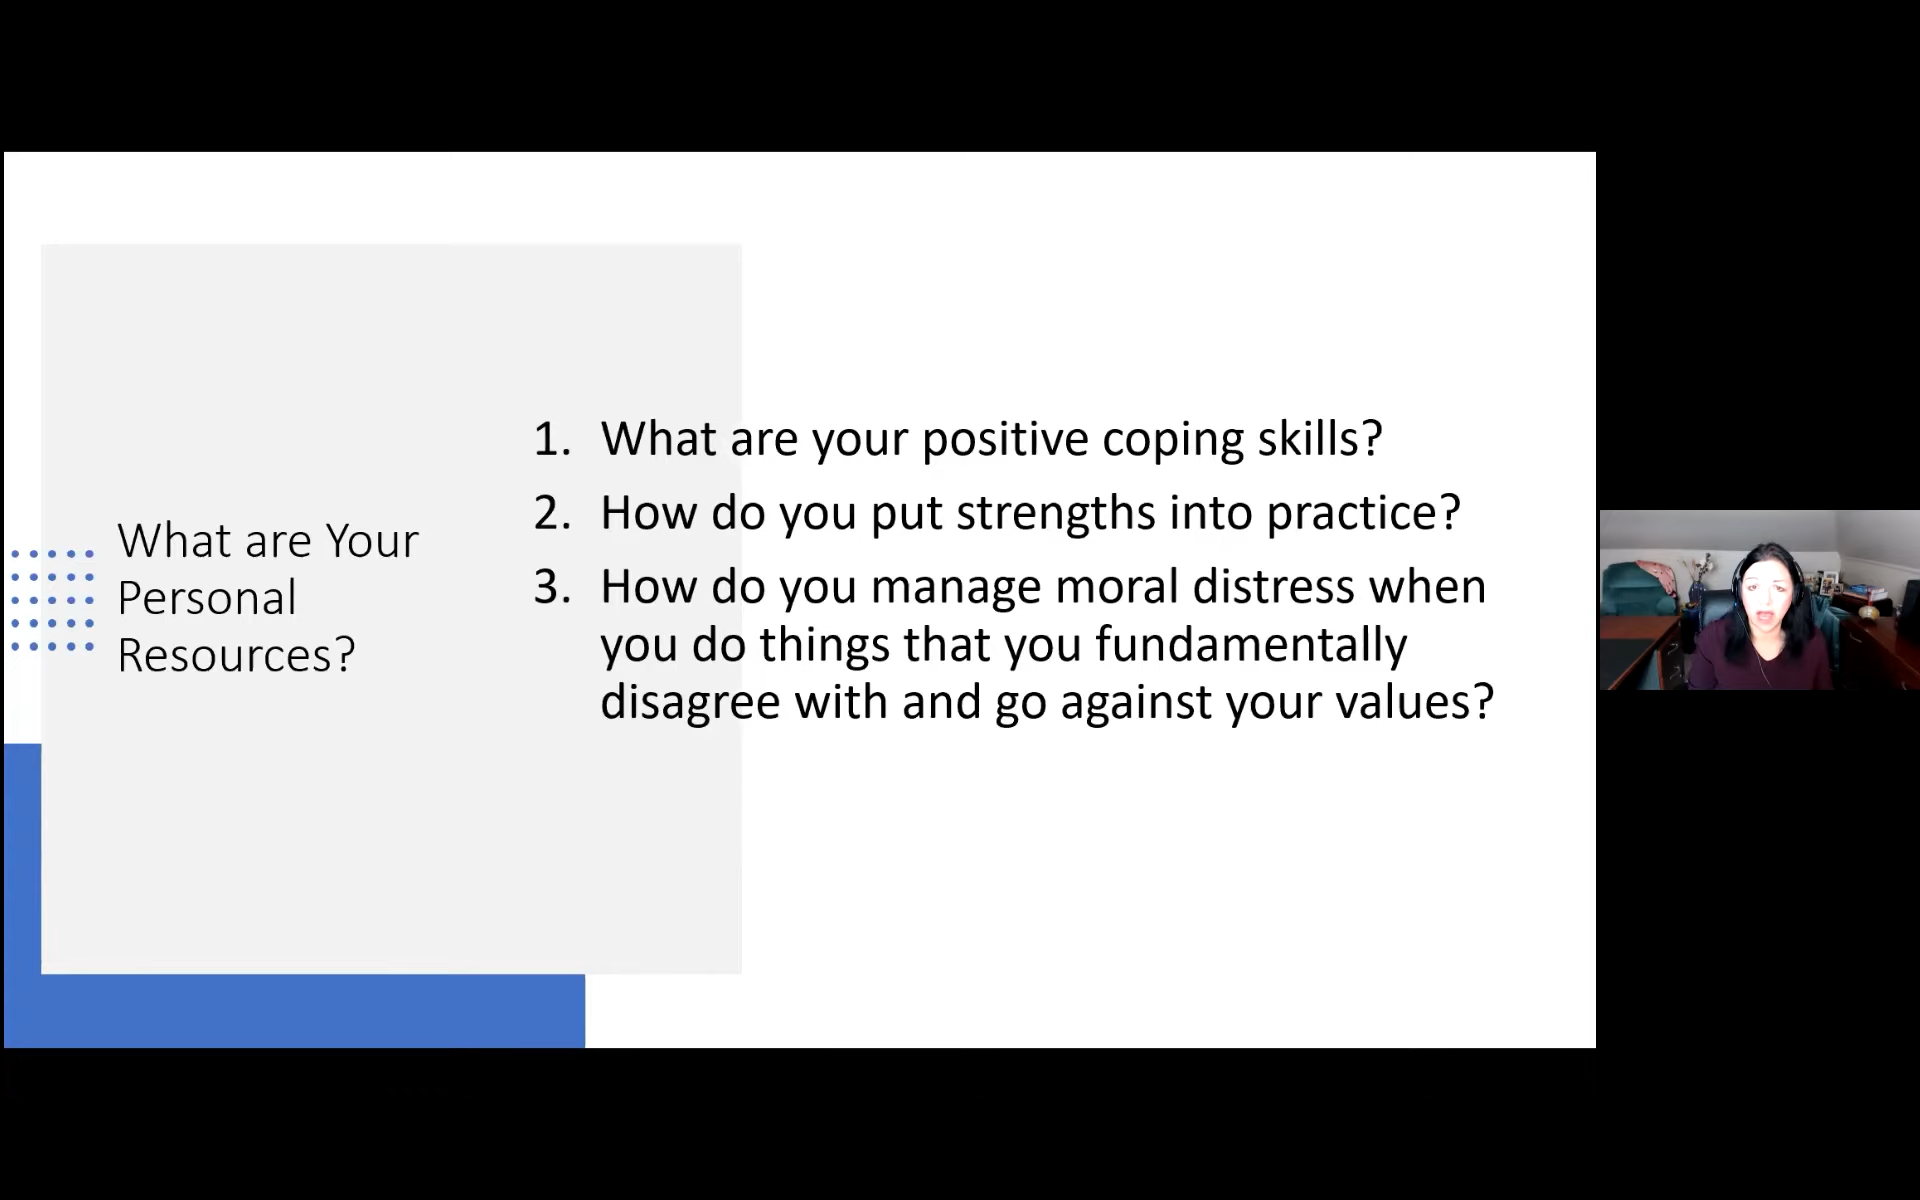 What are Your
Personal
Resources?
1. What are your positive coping skills?
2. How do you put strengths into practice?
3. How do you manage moral distress when
you do things that you fundamentally
disagree with and go against your values?